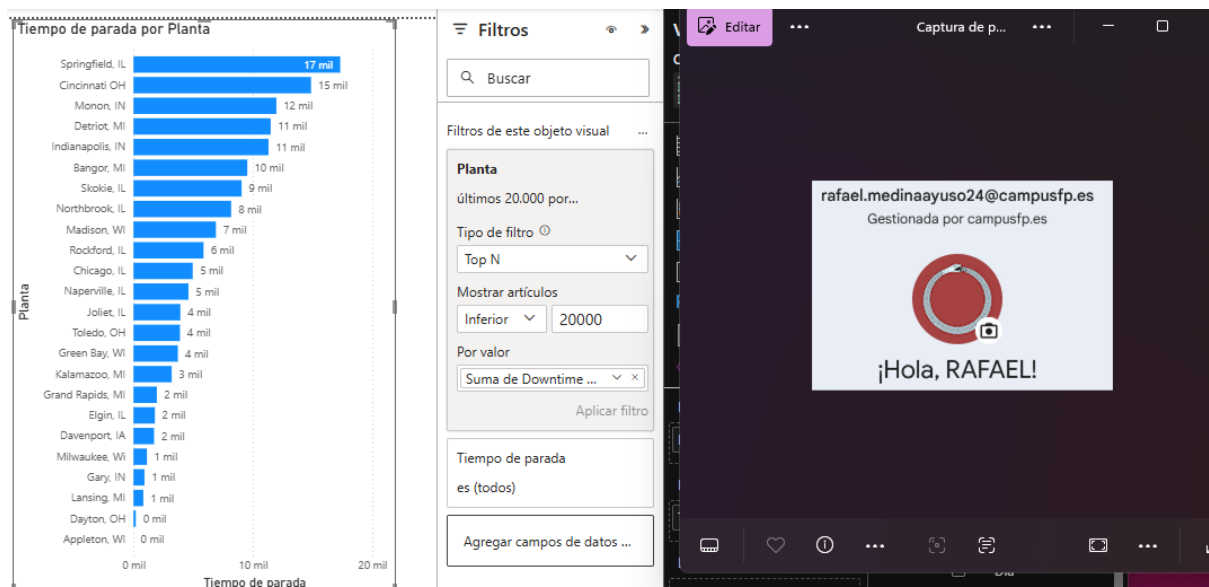 Tiempo de parada por Planta
Springfield, IL 17 mil
Cincinnati OH 15 mil
Monon, IN 12 mil
Detriot, MI 11 mil
Indianapolis, IN 11 mil
Bangor, MI 10 mil
Skokie, IL 9 mil
Northbrook, IL 8 mil
Madison, WI 7 mil
Rockford, IL 6 mil
Chicago, IL 5 mil
Naperville, IL 5 mil
Joliet, IL 4 mil
Toledo, OH 4 mil
Green Bay, WI 4 mil
Kalamazoo, MI 3 mil
Grand Rapids, MI 2 mil
Elgin, IL 2 mil
Davenport, IA 2 mil
Milwaukee, Wi 1 mil
Gary, IN 1 mil
Lansing, MI 1 mil
Dayton, OH 0 mil
Appleton, WI 0 mil
Planta
0 mil 10 mil 20 mil
Tiempo de parada
Filtros
Buscar
Filtros de este objeto visual ...
Planta
últimos 20.000 por...
Tipo de filtro
Top N
Mostrar artículos
Inferior 20000
Por valor
Suma de Downtime ...
Aplicar filtro
Tiempo de parada
es (todos)
Agregar campos de datos ...
Editar ... Captura de p... ...
rafael.medinaayuso24@campusfp.es
Gestionada por campusfp.es
¡Hola, RAFAEL!